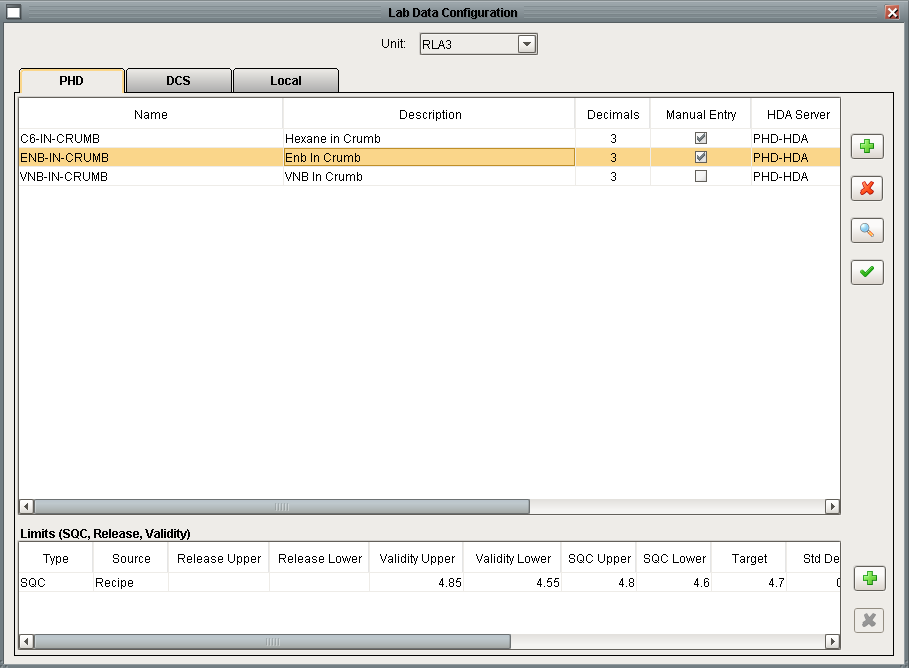 Lab Data Configuration
Unit: RLA3
PHD DCS Local
Name Description Decimals Manual Entry HDA Server
C6-IN-CRUMB Hexane in Crumb 3 PHD-HDA
ENB-IN-CRUMB Enb In Crumb 3 PHD-HDA
VNB-IN-CRUMB VNB In Crumb 3 PHD-HDA
Limits (SQC, Release, Validity)
Type Source Release Upper Release Lower Validity Upper Validity Lower SQC Upper SQC Lower Target Std De
SQC Recipe 4.85 4.55 4.8 4.6 4.7